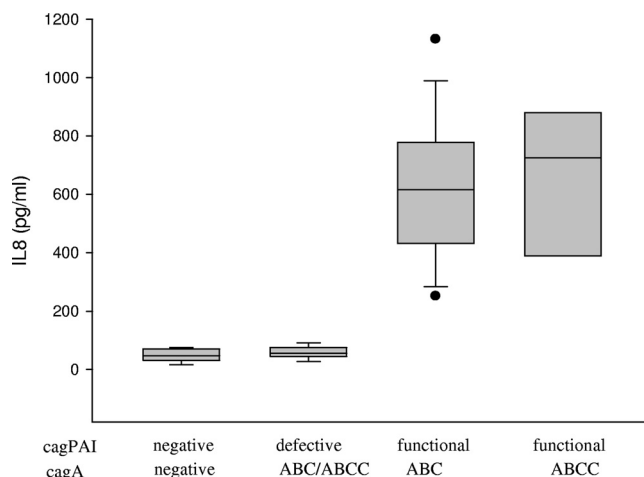 1200
1000
800
600
400
200
0
IL8 (pg/ml)
cagPAI negative defective functional functional
cagA negative ABC/ABCC ABC ABCC